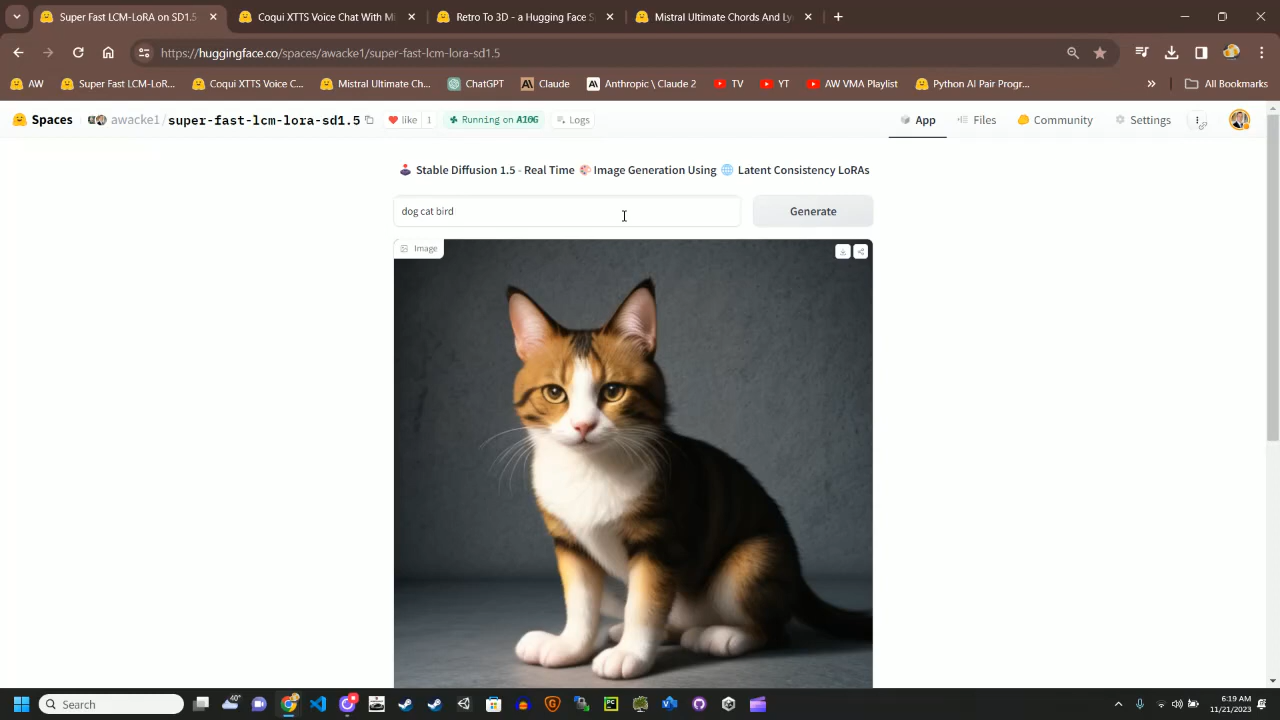 Super Fast LCM-LoRA on SD1.5
Coqui XTTS Voice Chat With Mi
Retro To 3D - a Hugging Face S
Mistral Ultimate Chords And Ly
https://huggingface.co/spaces/awacke1/super-fast-lcm-lora-sd1.5
AW
Super Fast LCM-LoR...
Coqui XTTS Voice C...
Mistral Ultimate Ch...
ChatGPT
Claude
Anthropic \ Claude 2
TV
YT
AW VMA Playlist
Python AI Pair Progr...
All Bookmarks
Spaces awacke1/super-fast-lcm-lora-sd1.5 like 1 Running on A10G Logs
App Files Community Settings
Stable Diffusion 1.5 - Real Time Image Generation Using Latent Consistency LoRAs
dog cat bird
Generate
Image
Search
40°
6:19 AM
11/21/2023